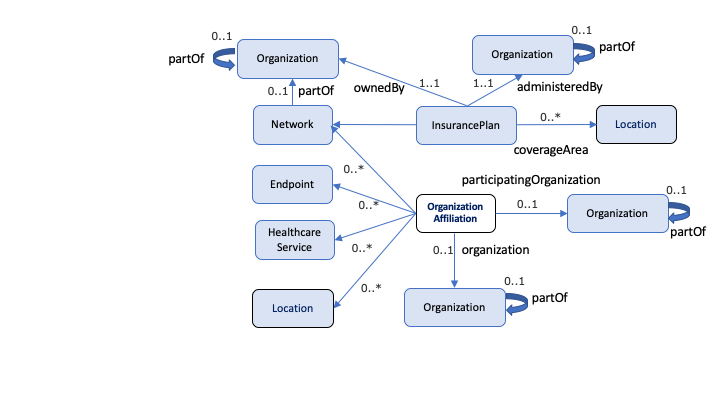 0..1
0..1
partOf
Organization
Organization
partOf
ownedBy
1..1
1..1
administeredBy
0..1
partOf
Network
InsurancePlan
0..*
Location
coverageArea
0..*
participatingOrganization
Endpoint
0..*
Organization
Affiliation
0..1
Organization
0..1
partOf
Healthcare
Service
0..*
0..1
organization
0..*
0..1
partOf
Location
Organization